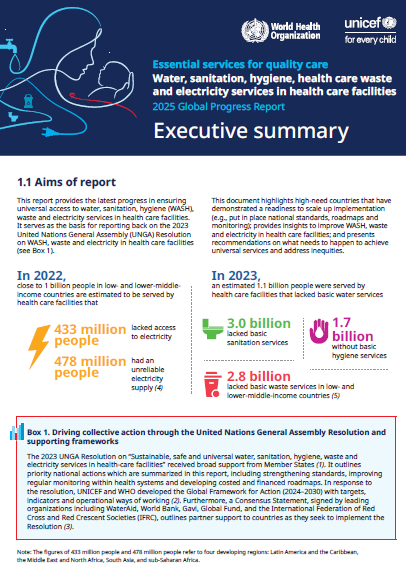 World Health
Organization
unicef
for every child
Essential services for quality care
Water, sanitation, hygiene, health care waste
and electricity services in health care facilities
2025 Global Progress Report
Executive summary
1.1 Aims of report
This report provides the latest progress in ensuring
universal access to water, sanitation, hygiene (WASH),
waste and electricity services in health care facilities.
It serves as the basis for reporting back on the 2023
United Nations General Assembly (UNGA) Resolution
on WASH, waste and electricity in health care facilities
(see Box 1).
This document highlights high-need countries that have
demonstrated a readiness to scale up implementation
(e.g., put in place national standards, roadmaps and
monitoring); provides insights to improve WASH, waste
and electricity in health care facilities; and presents
recommendations on what needs to happen to achieve
universal services and address inequities.
In 2022,
close to 1 billion people in low- and lower-middle-
income countries are estimated to be served by
health care facilities that
433 million
people
lacked access
to electricity
478 million
people
had an
unreliable
electricity
supply (4)
In 2023,
an estimated 1.1 billion people were served by
health care facilities that lacked basic water services
3.0 billion
lacked basic
sanitation services
1.7
billion
without basic
hygiene services
2.8 billion
lacked basic waste services in low- and
lower-middle-income countries (5)
Box 1. Driving collective action through the United Nations General Assembly Resolution and
supporting frameworks
The 2023 UNGA Resolution on "Sustainable, safe and universal water, sanitation, hygiene, waste and
electricity services in health-care facilities" received broad support from Member States (1). It outlines
priority national actions which are summarized in this report, including strengthening standards, improving
regular monitoring within health systems and developing costed and financed roadmaps. In response to
the resolution, UNICEF and WHO developed the Global Framework for Action (2024–2030) with targets,
indicators and operational ways of working (2). Furthermore, a Consensus Statement, signed by leading
organizations including WaterAid, World Bank, Gavi, Global Fund, and the International Federation of Red
Cross and Red Crescent Societies (IFRC), outlines partner support to countries as they seek to implement the
Resolution (3).
Note: The figures of 433 million people and 478 million people refer to four developing regions: Latin America and the Caribbean,
the Middle East and North Africa, South Asia, and sub-Saharan Africa.